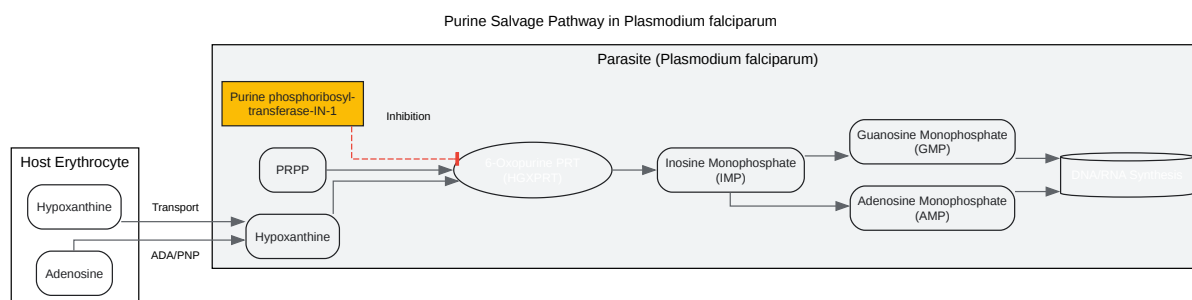 Purine Salvage Pathway in Plasmodium falciparum
Parasite (Plasmodium falciparum)
Purine phosphoribosyl-
transferase-IN-1
Inhibition
Host Erythrocyte
Hypoxanthine
Adenosine
Transport
ADA/PNP
PRPP
Hypoxanthine
6-Oxopurine PRT
(HGXPRT)
Inosine Monophosphate
(IMP)
Guanosine Monophosphate
(GMP)
Adenosine Monophosphate
(AMP)
DNA/RNA Synthesis